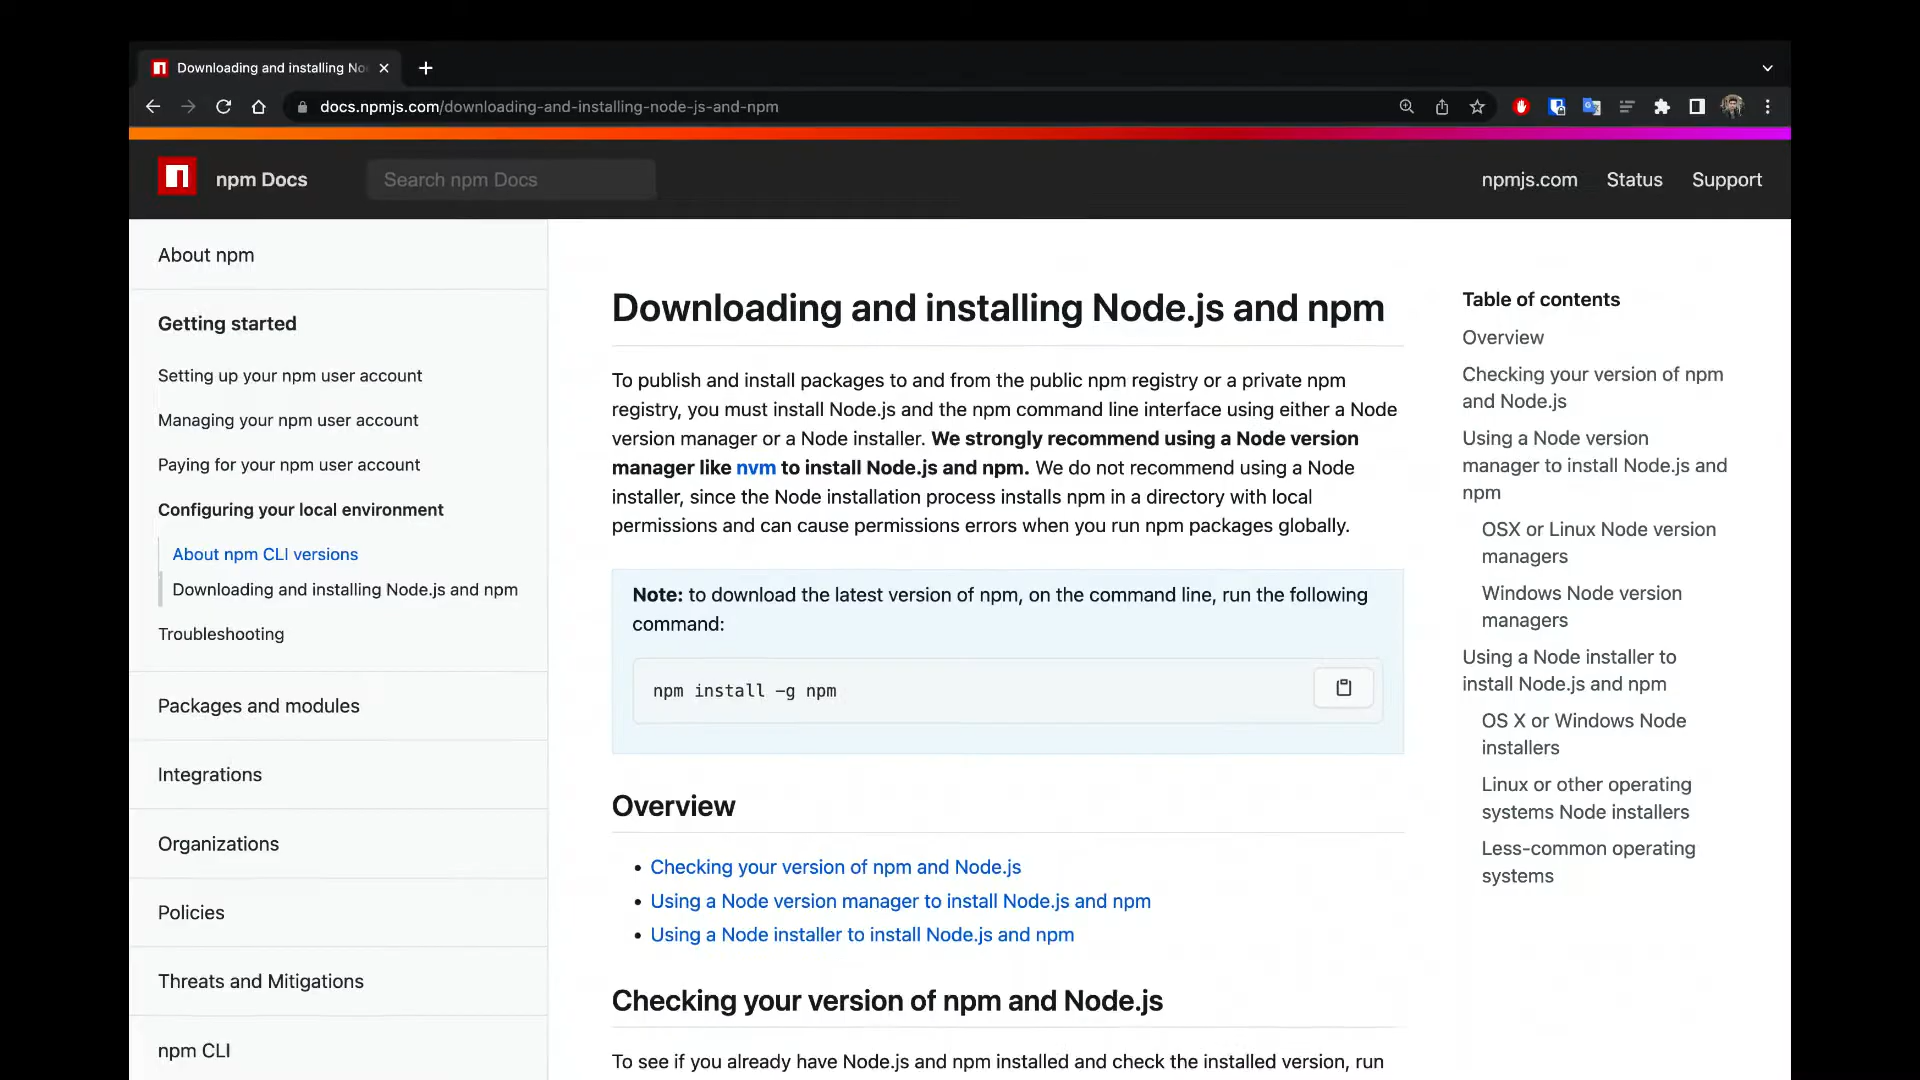 Downloading and installing No
docs.npmjs.com/downloading-and-installing-node-js-and-npm
npm Docs
Search npm Docs
npmjs.com
Status
Support
About npm
Getting started
Setting up your npm user account
Managing your npm user account
Paying for your npm user account
Configuring your local environment
About npm CLI versions
Downloading and installing Node.js and npm
Troubleshooting
Packages and modules
Integrations
Organizations
Policies
Threats and Mitigations
npm CLI
Downloading and installing Node.js and npm
To publish and install packages to and from the public npm registry or a private npm
registry, you must install Node.js and the npm command line interface using either a Node
version manager or a Node installer. We strongly recommend using a Node version
manager like nvm to install Node.js and npm. We do not recommend using a Node
installer, since the Node installation process installs npm in a directory with local
permissions and can cause permissions errors when you run npm packages globally.
Note: to download the latest version of npm, on the command line, run the following
command:
npm install -g npm
Overview
• Checking your version of npm and Node.js
• Using a Node version manager to install Node.js and npm
• Using a Node installer to install Node.js and npm
Checking your version of npm and Node.js
To see if you already have Node.js and npm installed and check the installed version, run
Table of contents
Overview
Checking your version of npm
and Node.js
Using a Node version
manager to install Node.js and
npm
OSX or Linux Node version
managers
Windows Node version
managers
Using a Node installer to
install Node.js and npm
OS X or Windows Node
installers
Linux or other operating
systems Node installers
Less-common operating
systems